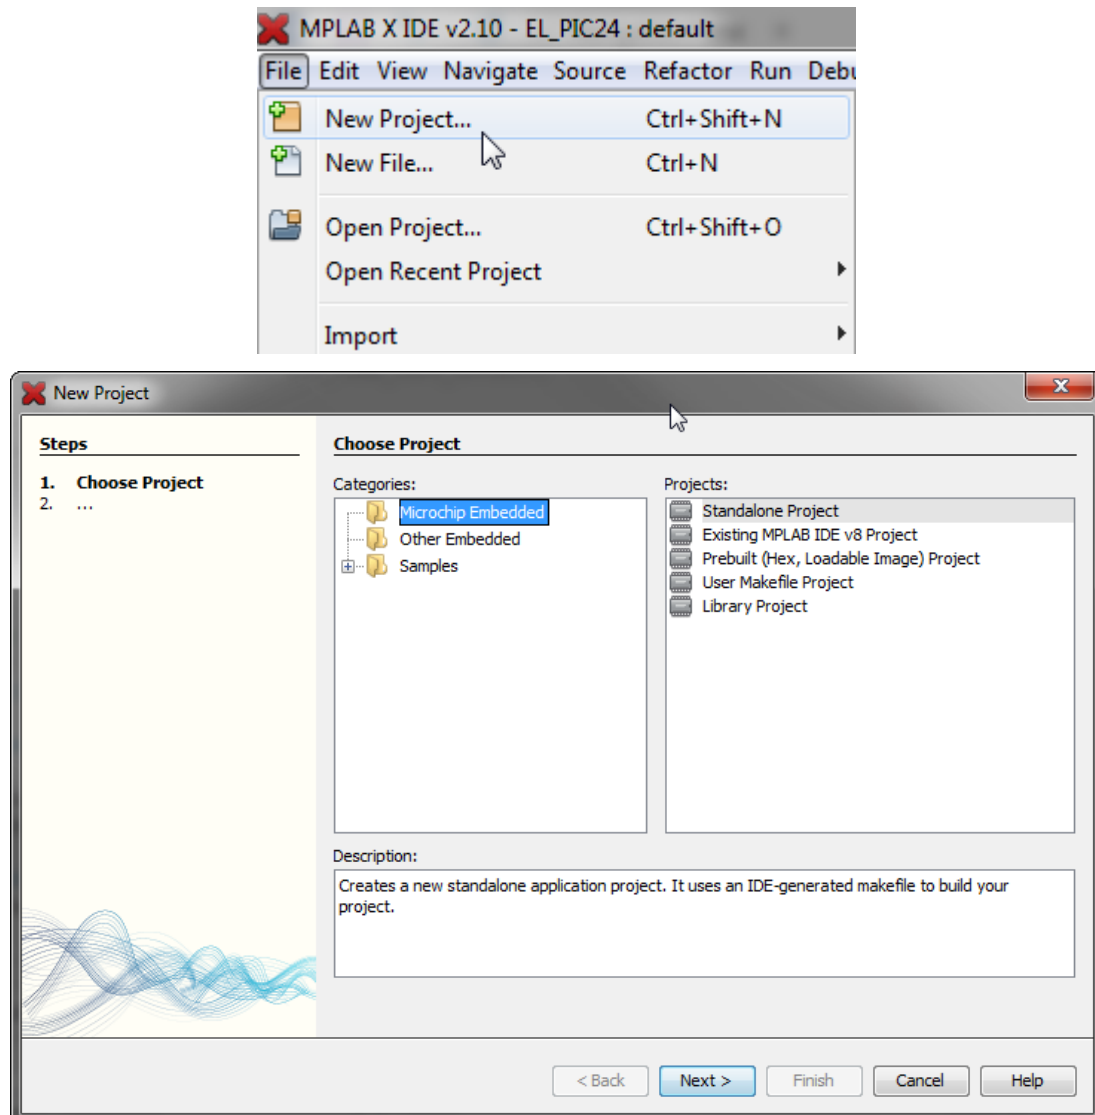 MPLAB X IDE v2.10 - EL_PIC24 : default
File Edit View Navigate Source Refactor Run Debu
New Project... Ctrl+Shift+N
New File... Ctrl+N
Open Project... Ctrl+Shift+O
Open Recent Project
Import
New Project
Steps
1. Choose Project
2. ...
Choose Project
Categories:
Microchip Embedded
Other Embedded
Samples
Projects:
Standalone Project
Existing MPLAB IDE v8 Project
Prebuilt (Hex, Loadable Image) Project
User Makefile Project
Library Project
Description:
Creates a new standalone application project. It uses an IDE-generated makefile to build your
project.
< Back Next > Finish Cancel Help